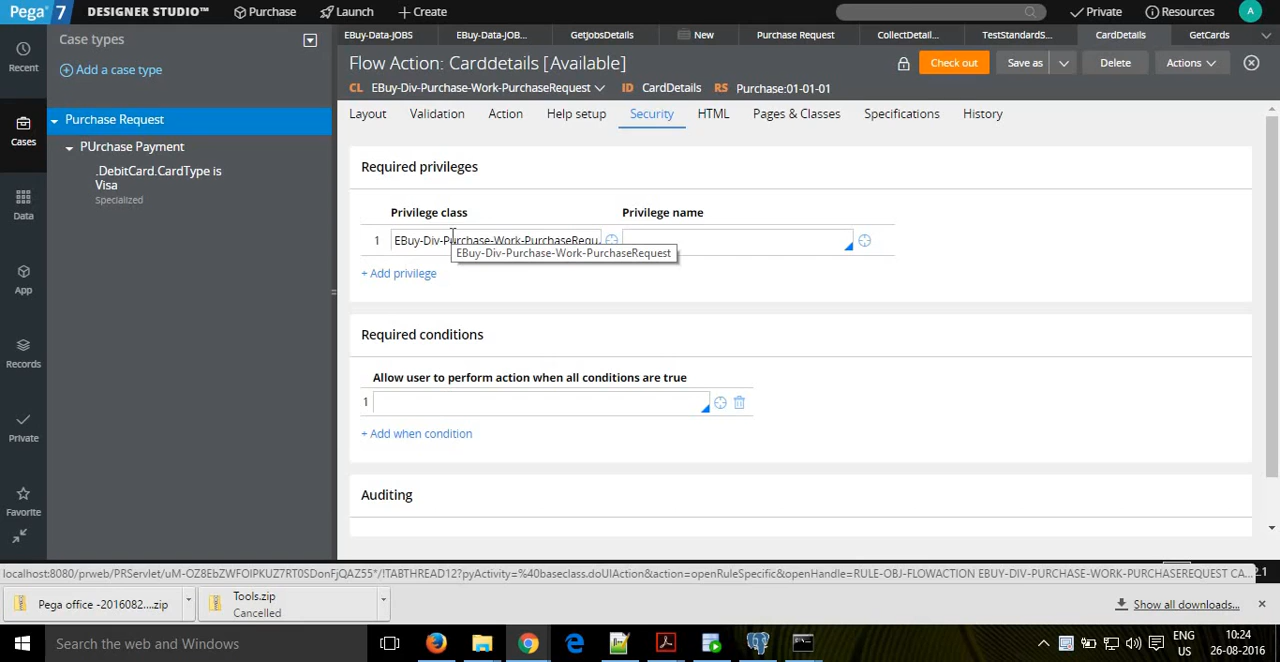 Pega 7 DESIGNER STUDIO™ Purchase Launch + Create Private Resources A
Recent
Cases
Data
App
Records
Private
Favorite
Case types
Add a case type
Purchase Request
PUrchase Payment
.DebitCard.CardType is
Visa
Specialized
EBuy-Data-JOBS EBuy-Data-JOB... GetJobsDetails New Purchase Request CollectDetail... TestStandardS... CardDetails GetCards
Flow Action: Carddetails [Available] Check out Save as Delete Actions
CL EBuy-Div-Purchase-Work-PurchaseRequest ID CardDetails RS Purchase:01-01-01
Layout Validation Action Help setup Security HTML Pages & Classes Specifications History
Required privileges
Privilege class Privilege name
1 EBuy-Div-Purchase-Work-PurchaseRequ
EBuy-Div-Purchase-Work-PurchaseRequest
+ Add privilege
Required conditions
Allow user to perform action when all conditions are true
1
+ Add when condition
Auditing
localhost:8080/prweb/PRServlet/uM-OZ8EbZWFOIPKUZ7RT0SDonFjQAZ55*/!TABTHREAD12?pyActivity=%40baseclass.doUIAction&action=openRuleSpecific&openHandle=RULE-OBJ-FLOWACTION EBUY-DIV-PURCHASE-WORK-PURCHASEREQUEST CA... 2.1
Pega office -2016082....zip Tools.zip
Cancelled
Show all downloads...
Search the web and Windows
ENG
US
10:24
26-08-2016